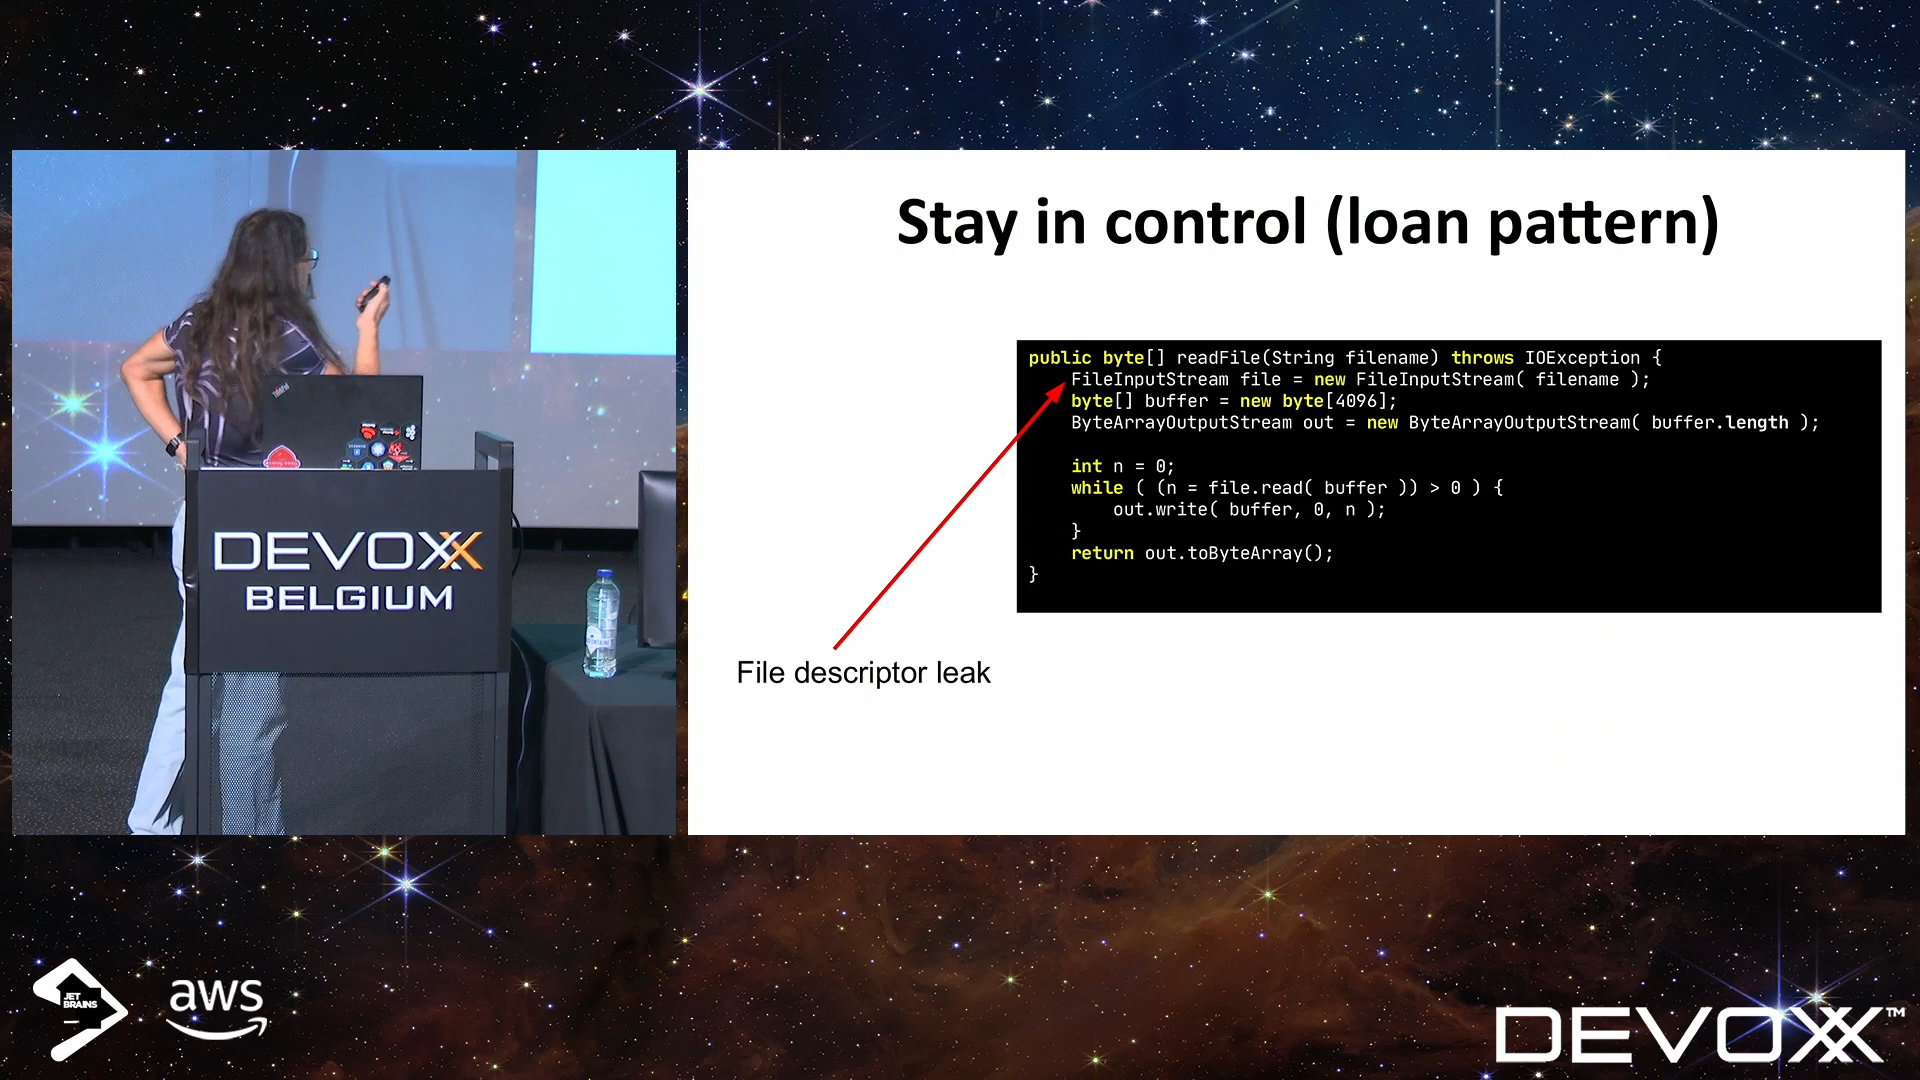 Stay in control (loan pattern)
public byte[] readFile(String filename) throws IOException {
FileInputStream file = new FileInputStream( filename );
byte[] buffer = new byte[4096];
ByteArrayOutputStream out = new ByteArrayOutputStream( buffer.length );
int n = 0;
while ( (n = file.read( buffer )) > 0 ) {
out.write( buffer, 0, n );
}
return out.toByteArray();
}
File descriptor leak
DEVOXX
BELGIUM
JET
BRAINS
aws
DEVOXX™